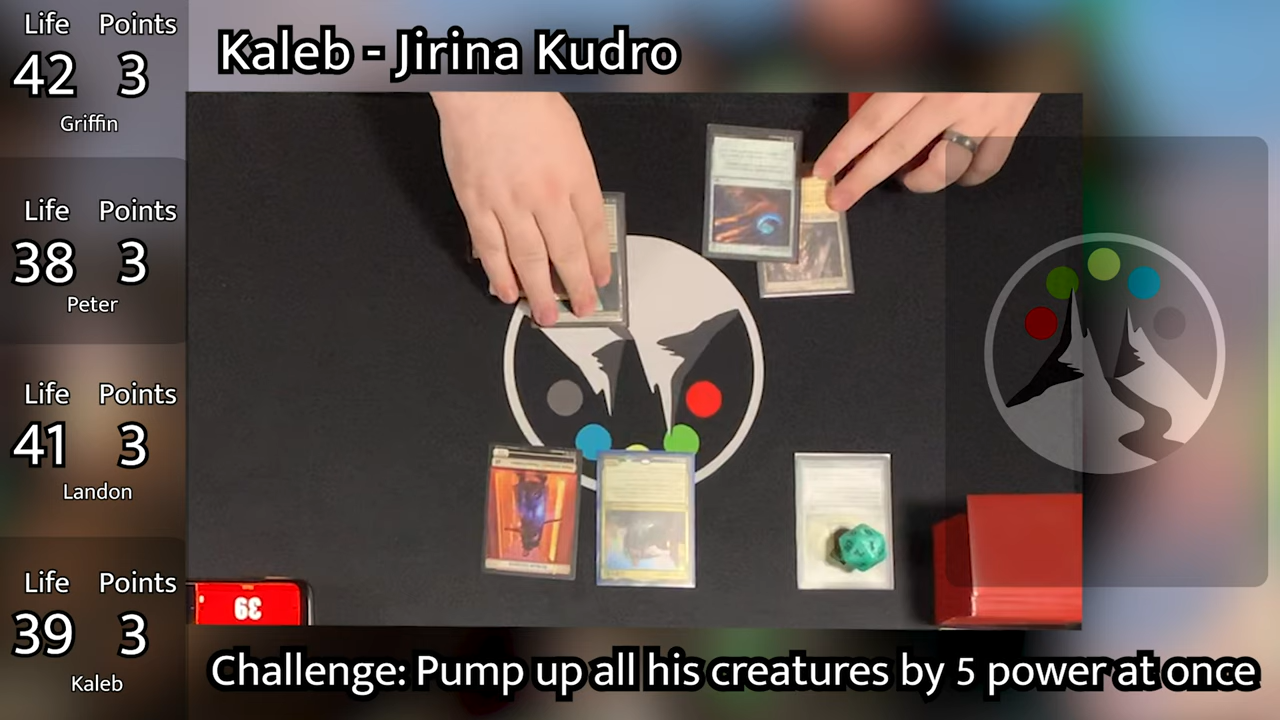 Life Points
42 3
Griffin
Life Points
38 3
Peter
Life Points
41 3
Landon
Life Points
39 3
Kaleb
Kaleb - Jirina Kudro
39
Challenge: Pump up all his creatures by 5 power at once